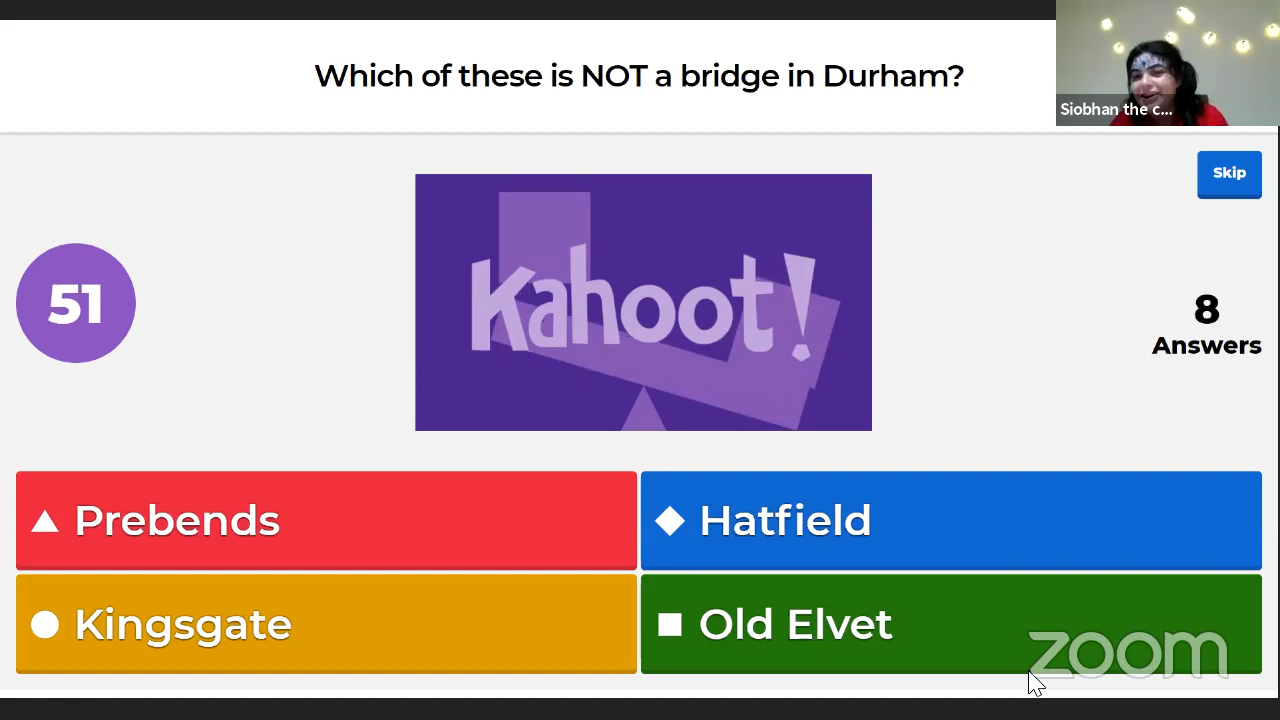 Which of these is NOT a bridge in Durham?
Siobhan the c...
Skip
Kahoot!
51
8
Answers
Prebends
Hatfield
Kingsgate
Old Elvet
zoom